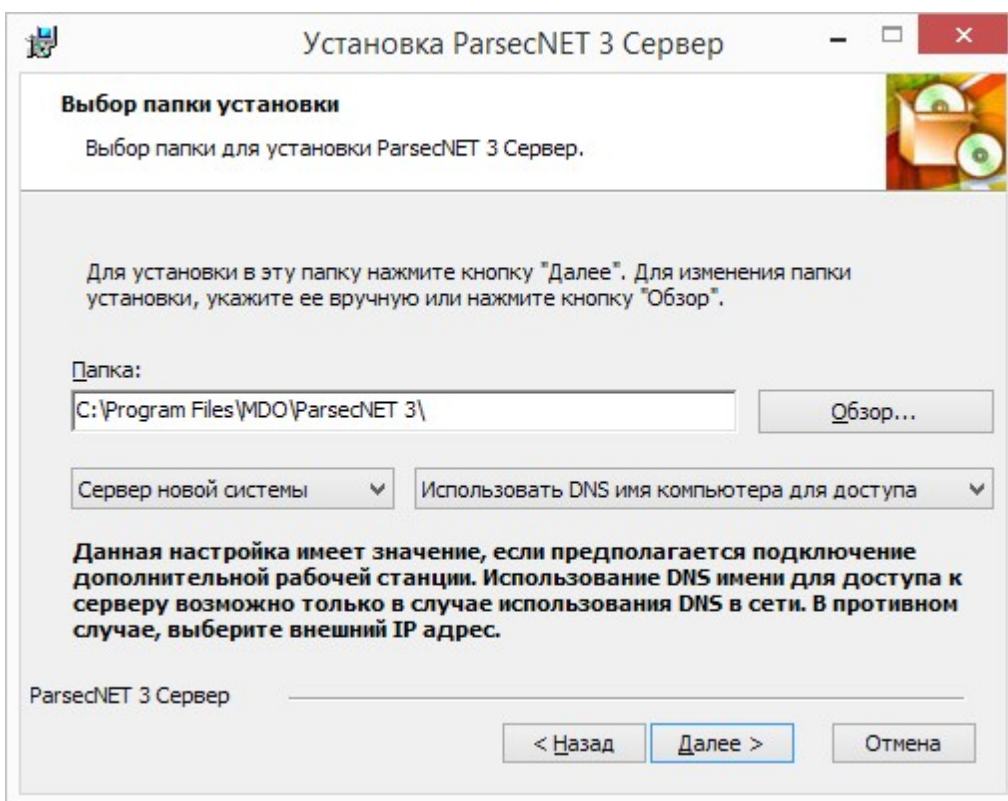 Установка ParsecNET 3 Сервер
Выбор папки установки
Выбор папки для установки ParsecNET 3 Сервер.
Для установки в эту папку нажмите кнопку "Далее". Для изменения папки
установки, укажите ее вручную или нажмите кнопку "Обзор".
Папка:
C:\Program Files\MDO\ParsecNET 3\
Обзор...
Сервер новой системы
Использовать DNS имя компьютера для доступа
Данная настройка имеет значение, если предполагается подключение
дополнительной рабочей станции. Использование DNS имени для доступа к
серверу возможно только в случае использования DNS в сети. В противном
случае, выберите внешний IP адрес.
ParsecNET 3 Сервер
< Назад
Далее >
Отмена